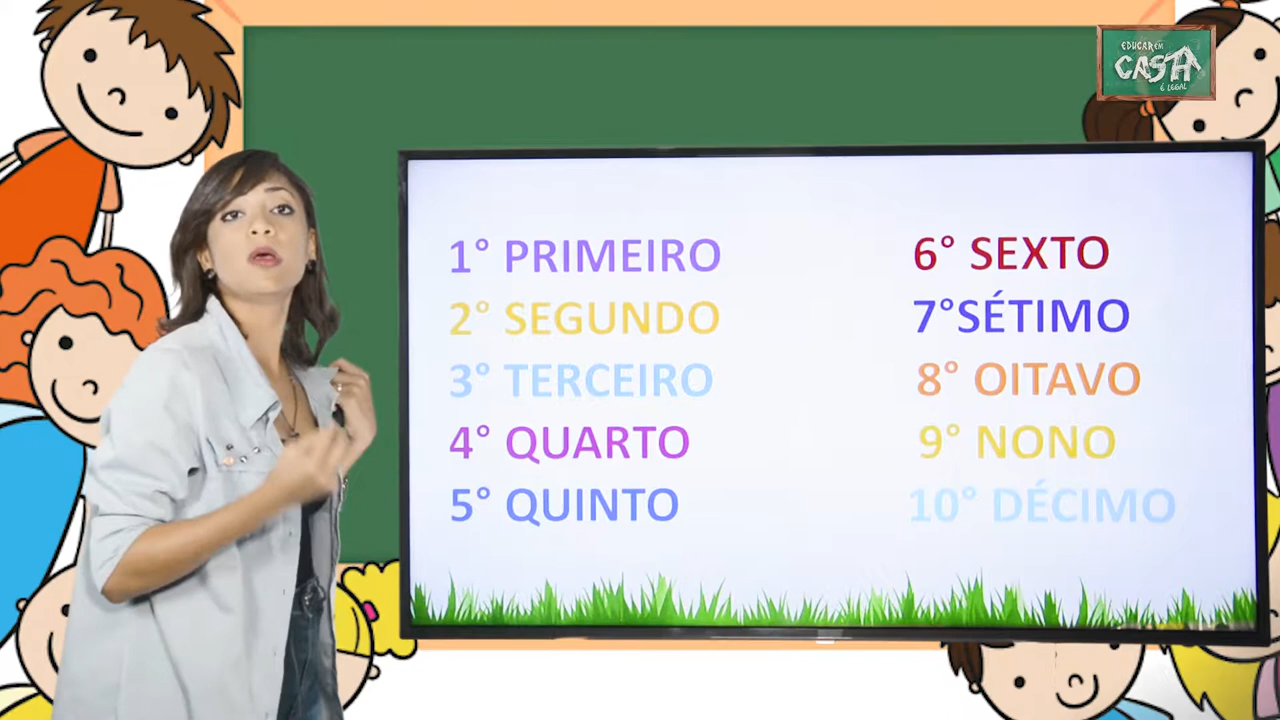 EDUCAR EM
CASA
É LEGAL
1° PRIMEIRO
2° SEGUNDO
3° TERCEIRO
4° QUARTO
5° QUINTO
6° SEXTO
7°SÉTIMO
8° OITAVO
9° NONO
10° DÉCIMO